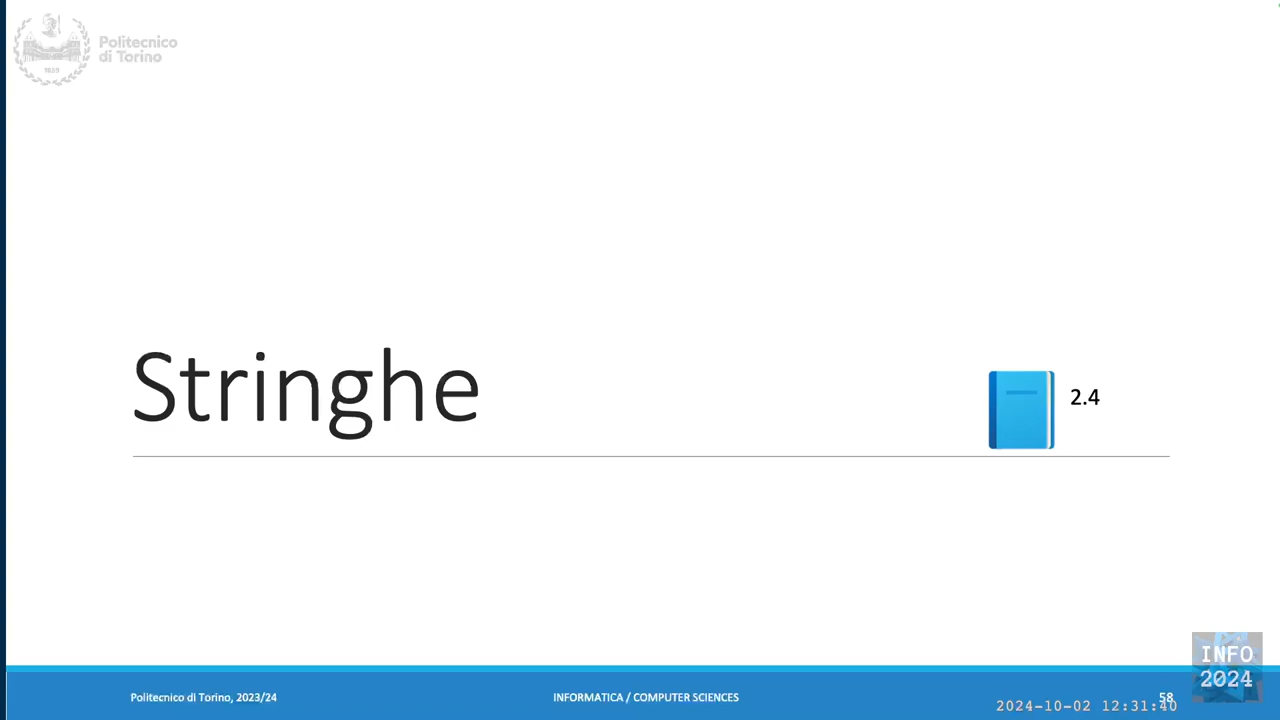 Politecnico
di Torino
1859
Stringhe
2.4
Politecnico di Torino, 2023/24
INFORMATICA / COMPUTER SCIENCES
58
2024-10-02 12:31:40
INFO
2024